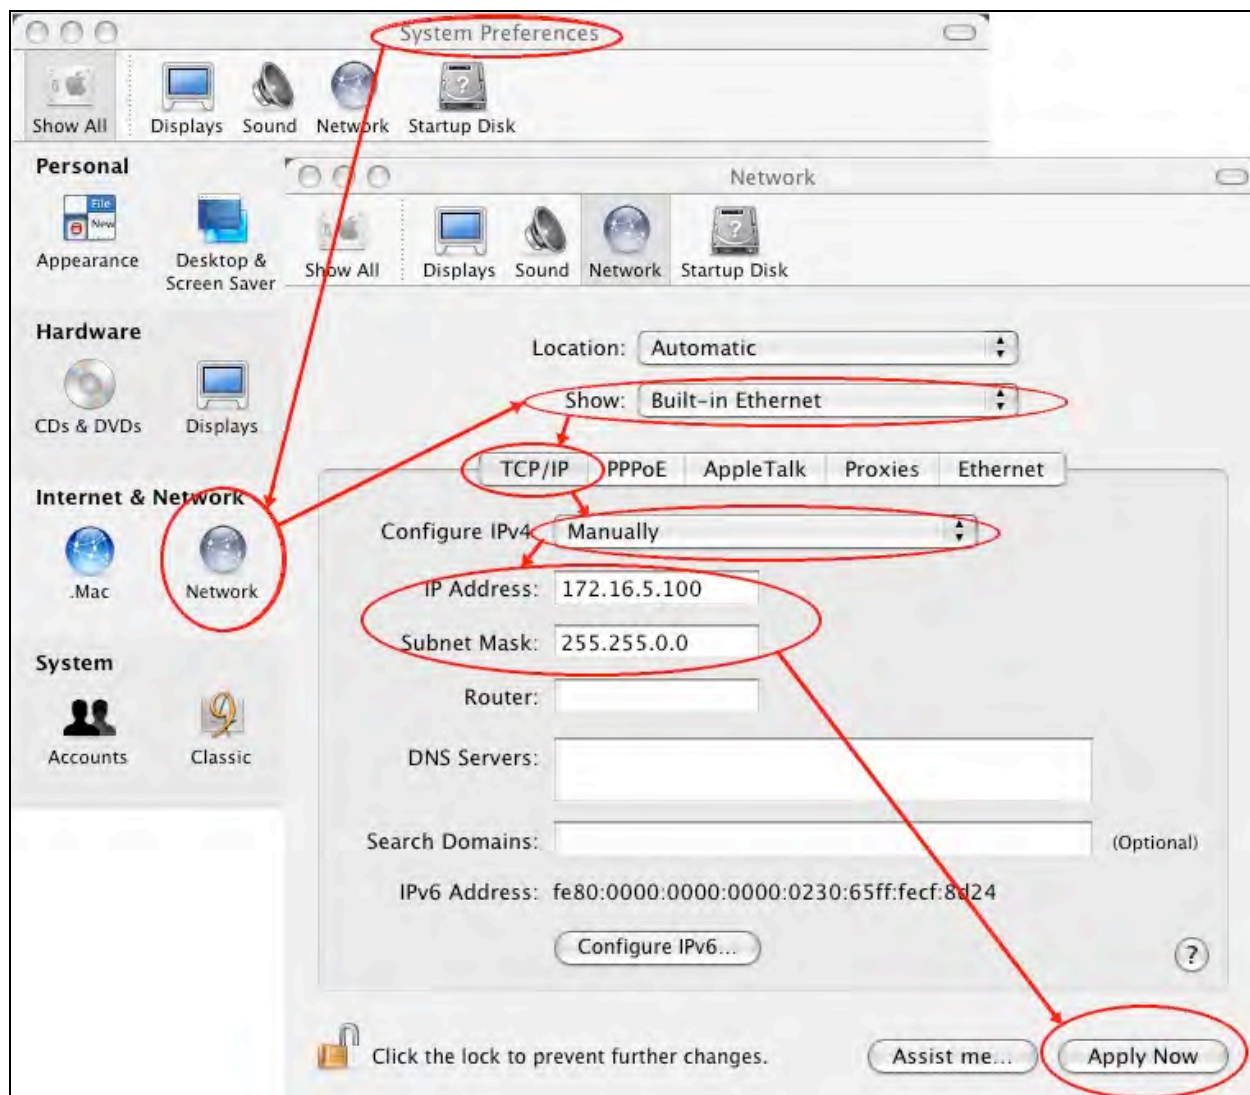 System Preferences
Show All Displays Sound Network Startup Disk
Personal
File
New
Appearance
Desktop &
Screen Saver
Hardware
CDs & DVDs
Displays
Internet & Network
.Mac
Network
System
Accounts
Classic
Network
Show All Displays Sound Network Startup Disk
Location: Automatic
Show: Built-in Ethernet
TCP/IP PPPoE AppleTalk Proxies Ethernet
Configure IPv4: Manually
IP Address: 172.16.5.100
Subnet Mask: 255.255.0.0
Router:
DNS Servers:
Search Domains: (Optional)
IPv6 Address: fe80:0000:0000:0000:0230:65ff:fecf:8d24
Configure IPv6... ?
Click the lock to prevent further changes. Assist me... Apply Now